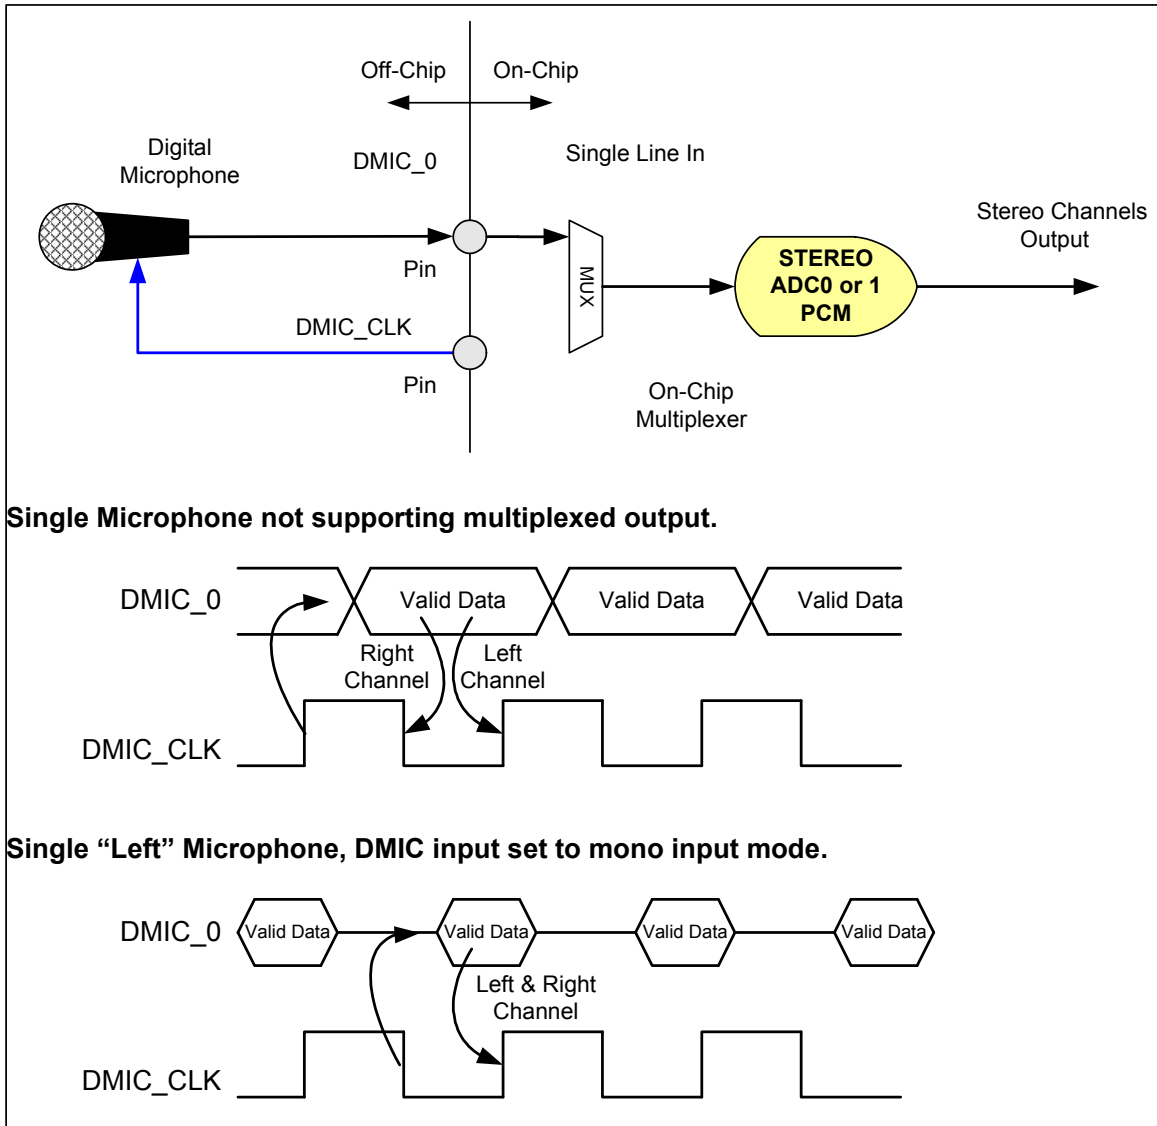 Off-Chip
On-Chip
Digital
Microphone
DMIC_0
Single Line In
Pin
MUX
STEREO
ADC0 or 1
PCM
Stereo Channels
Output
DMIC_CLK
Pin
On-Chip
Multiplexer
Single Microphone not supporting multiplexed output.
DMIC_0
Valid Data
Valid Data
Valid Data
Right
Channel
Left
Channel
DMIC_CLK
Single “Left” Microphone, DMIC input set to mono input mode.
DMIC_0
Valid Data
Valid Data
Valid Data
Valid Data
Left & Right
Channel
DMIC_CLK